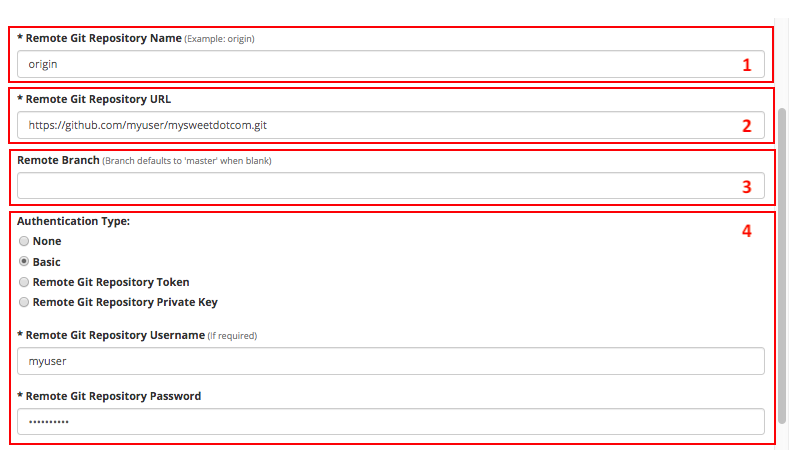 * Remote Git Repository Name (Example: origin)
origin 1
* Remote Git Repository URL
https://github.com/myuser/mysweetdotcom.git 2
Remote Branch (Branch defaults to 'master' when blank)
3
Authentication Type: 4
None
Basic
Remote Git Repository Token
Remote Git Repository Private Key
* Remote Git Repository Username (If required)
myuser
* Remote Git Repository Password
••••••••••